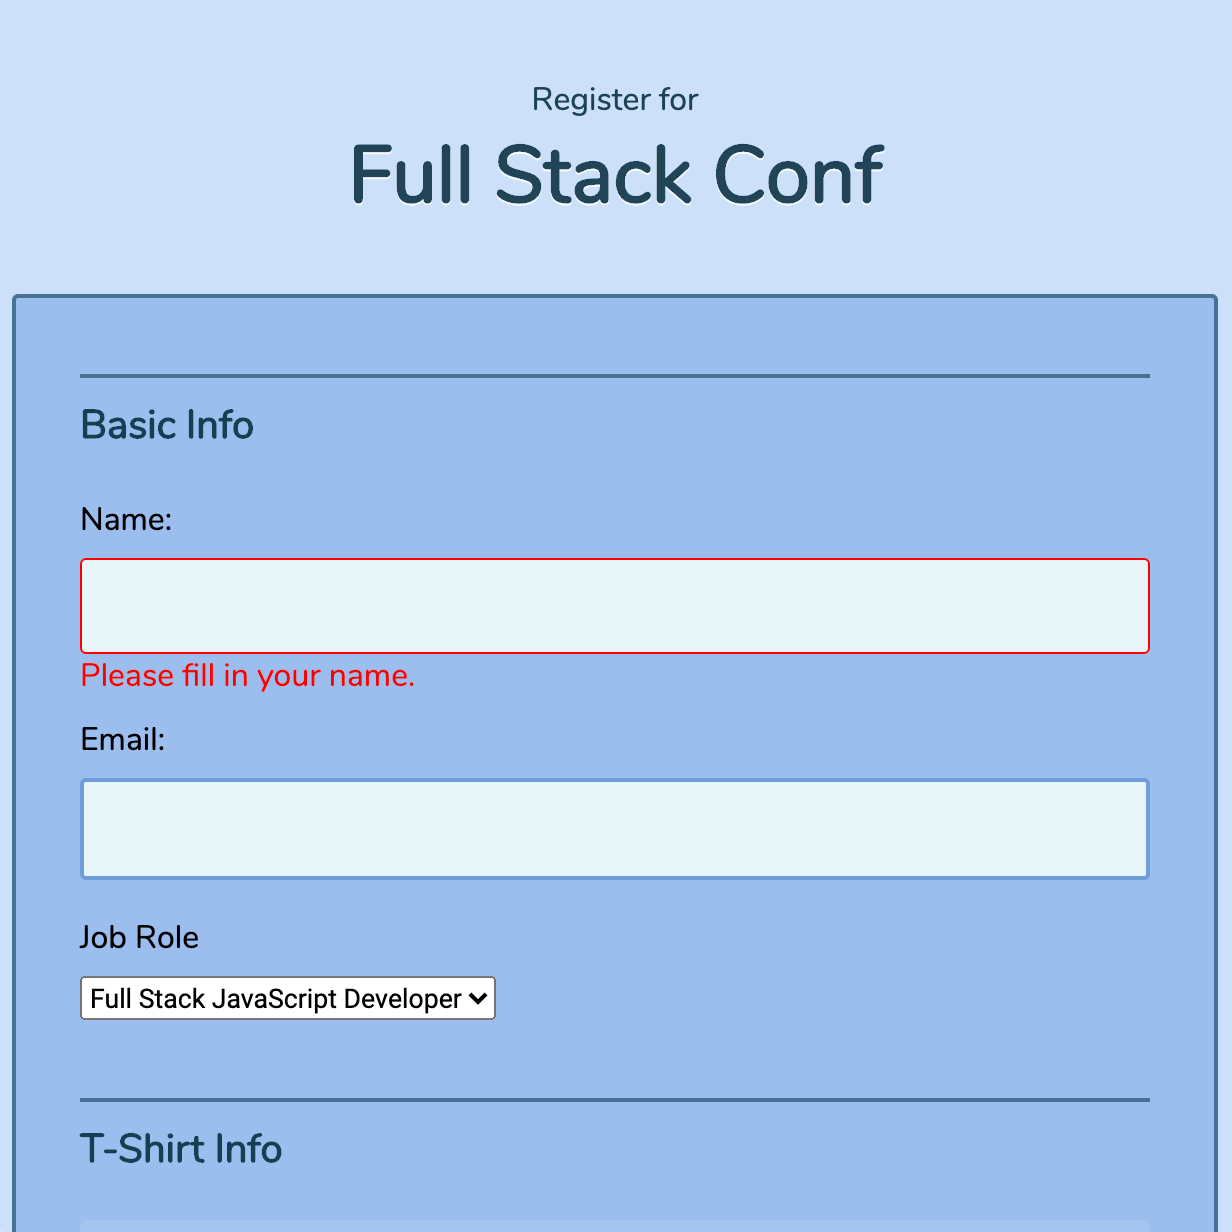 Register for
Full Stack Conf
Basic Info
Name:
Please fill in your name.
Email:
Job Role
Full Stack JavaScript Developer
T-Shirt Info